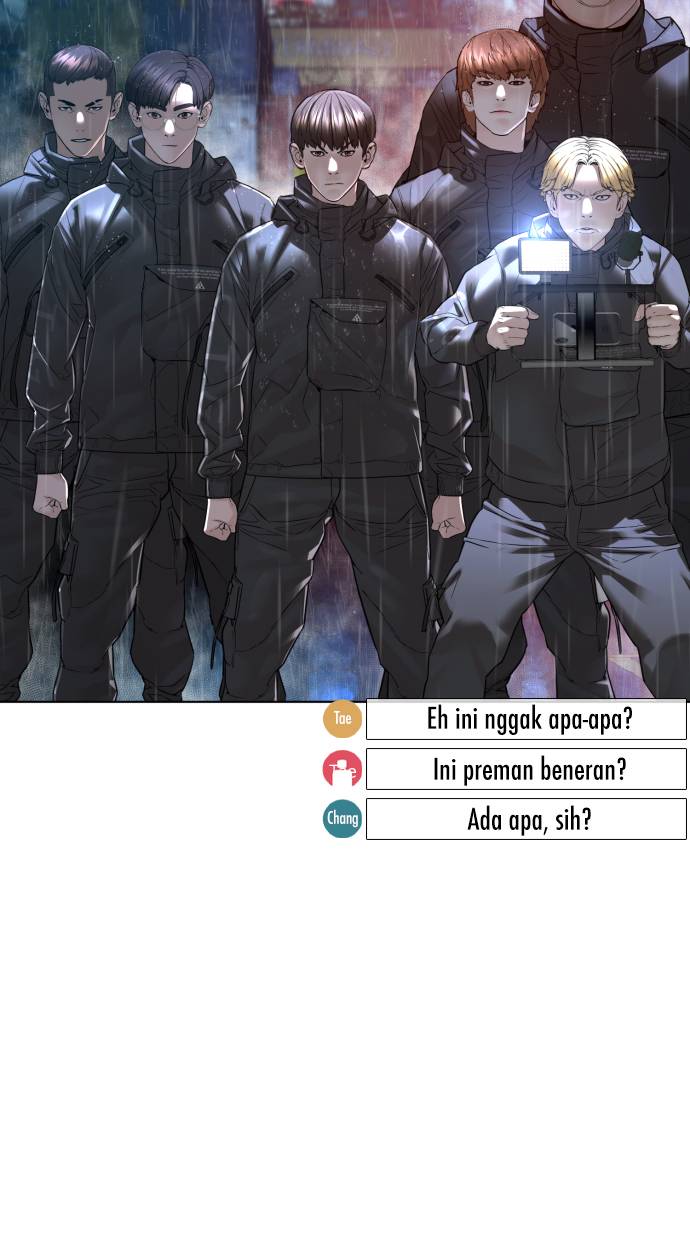 Tae
Eh ini nggak apa-apa?
Ini preman beneran?
Chang
Ada apa, sih?